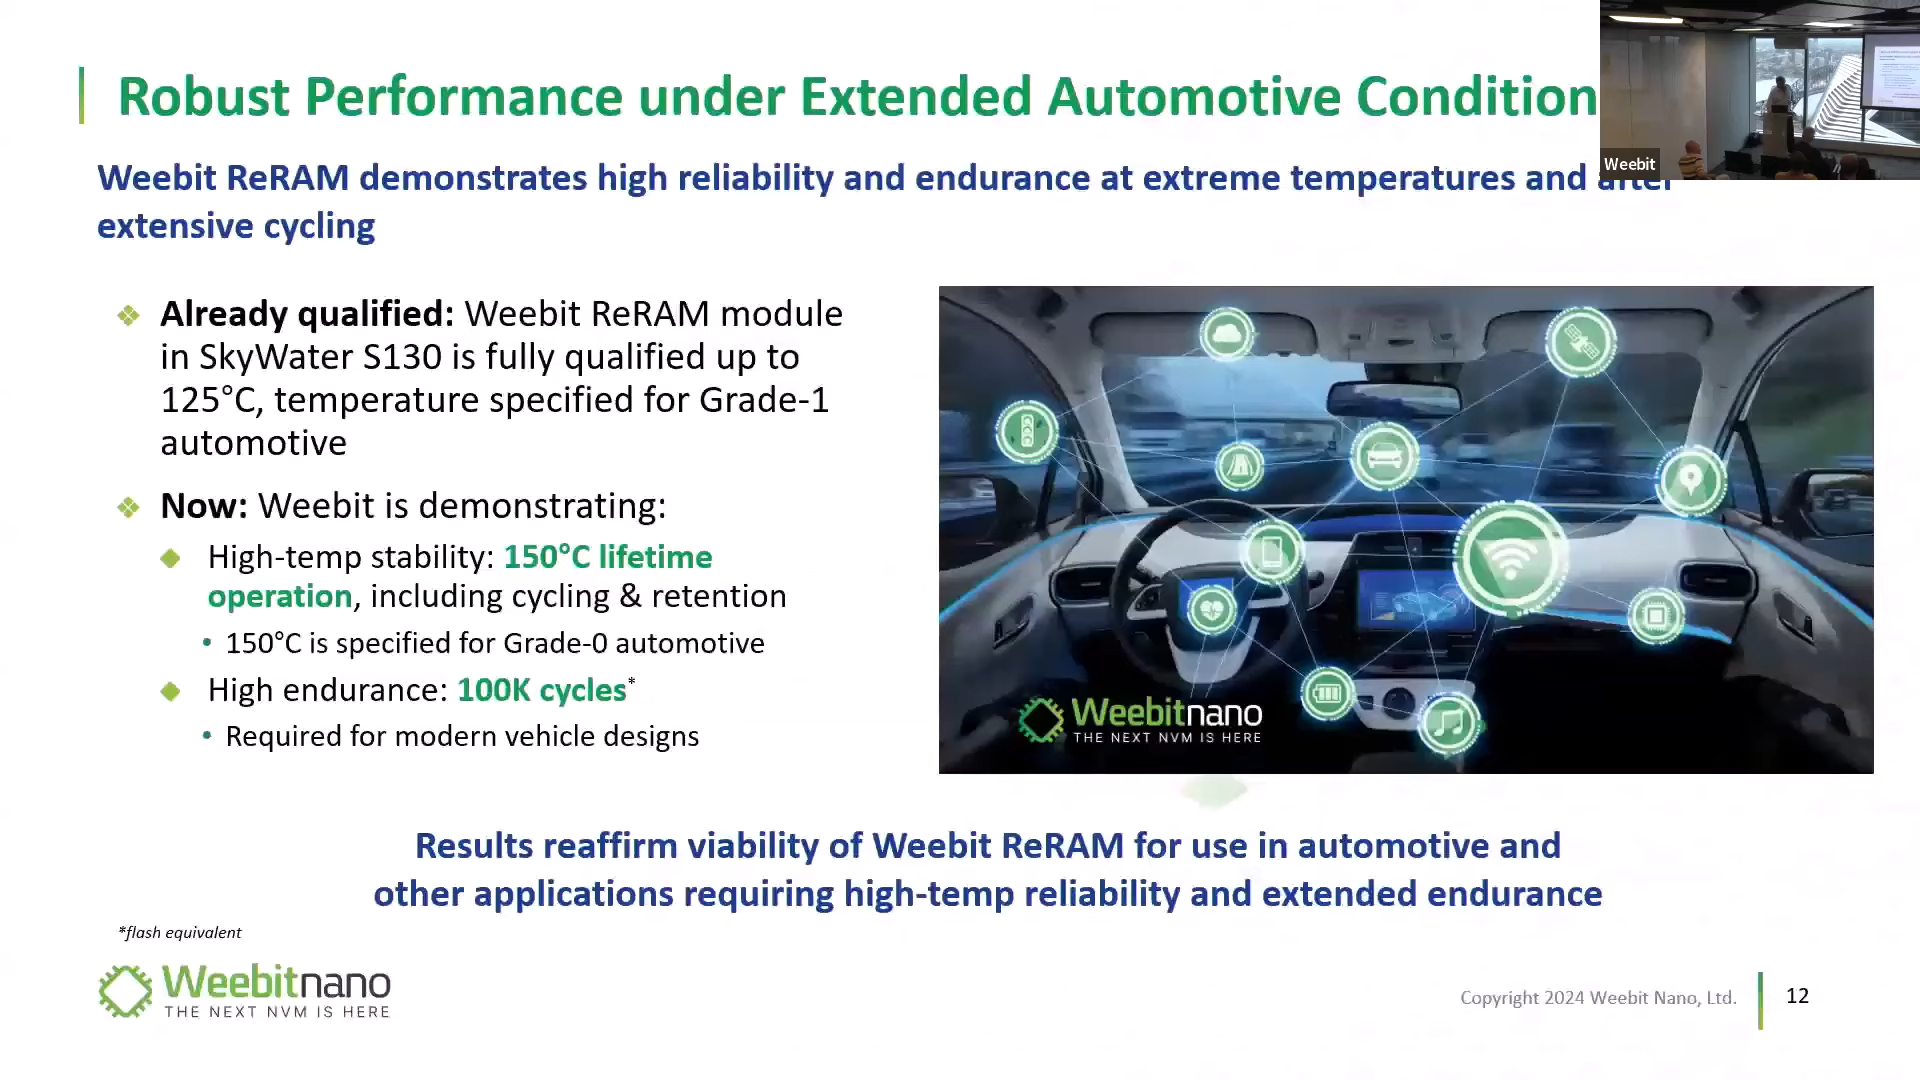 Robust Performance under Extended Automotive Condition
Weebit
Weebit ReRAM demonstrates high reliability and endurance at extreme temperatures and after
extensive cycling
Already qualified: Weebit ReRAM module
in SkyWater S130 is fully qualified up to
125°C, temperature specified for Grade-1
automotive
Now: Weebit is demonstrating:
High-temp stability: 150°C lifetime
operation, including cycling & retention
• 150°C is specified for Grade-0 automotive
High endurance: 100K cycles*
• Required for modern vehicle designs
Weebitnano
THE NEXT NVM IS HERE
Results reaffirm viability of Weebit ReRAM for use in automotive and
other applications requiring high-temp reliability and extended endurance
*flash equivalent
Weebitnano
THE NEXT NVM IS HERE
Copyright 2024 Weebit Nano, Ltd.
12